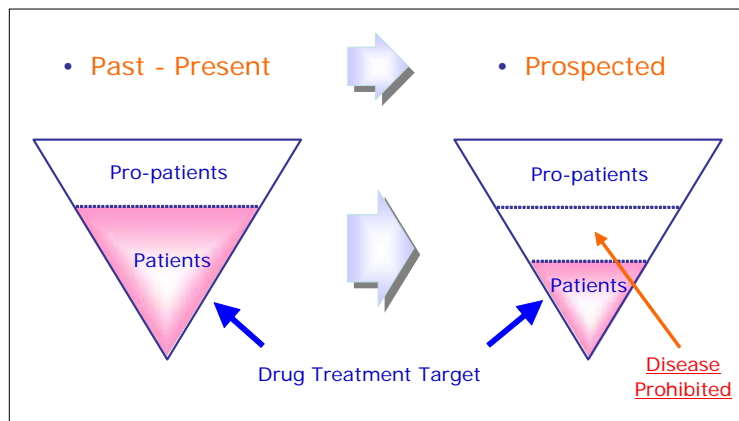 • Past - Present
• Prospected
Pro-patients
Patients
Pro-patients
Patients
Drug Treatment Target
Disease
Prohibited